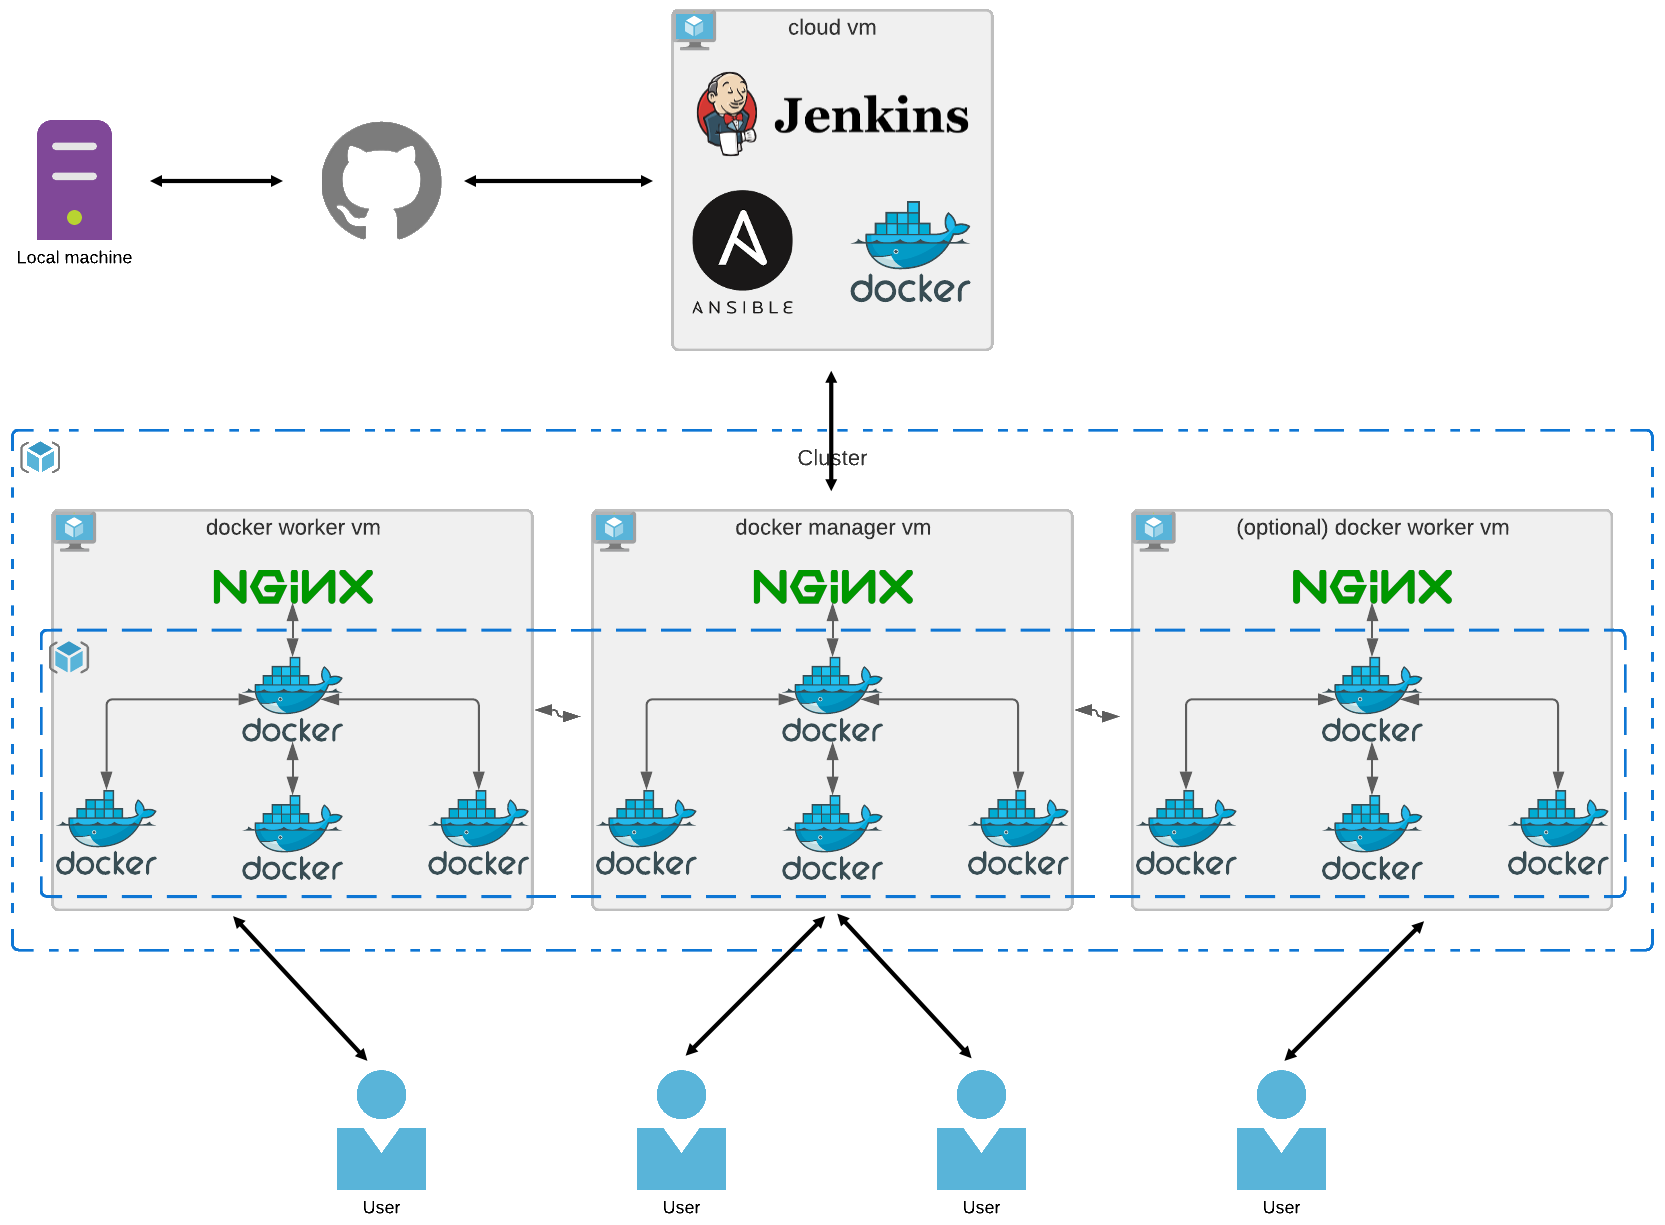 cloud vm
Jenkins
Local machine
ANSIBLE
docker
Cluster
docker worker vm
docker manager vm
(optional) docker worker vm
NGiNX
NGiNX
NGiNX
docker
docker
docker
docker
docker
docker
docker
docker
docker
docker
docker
docker
User
User
User
User